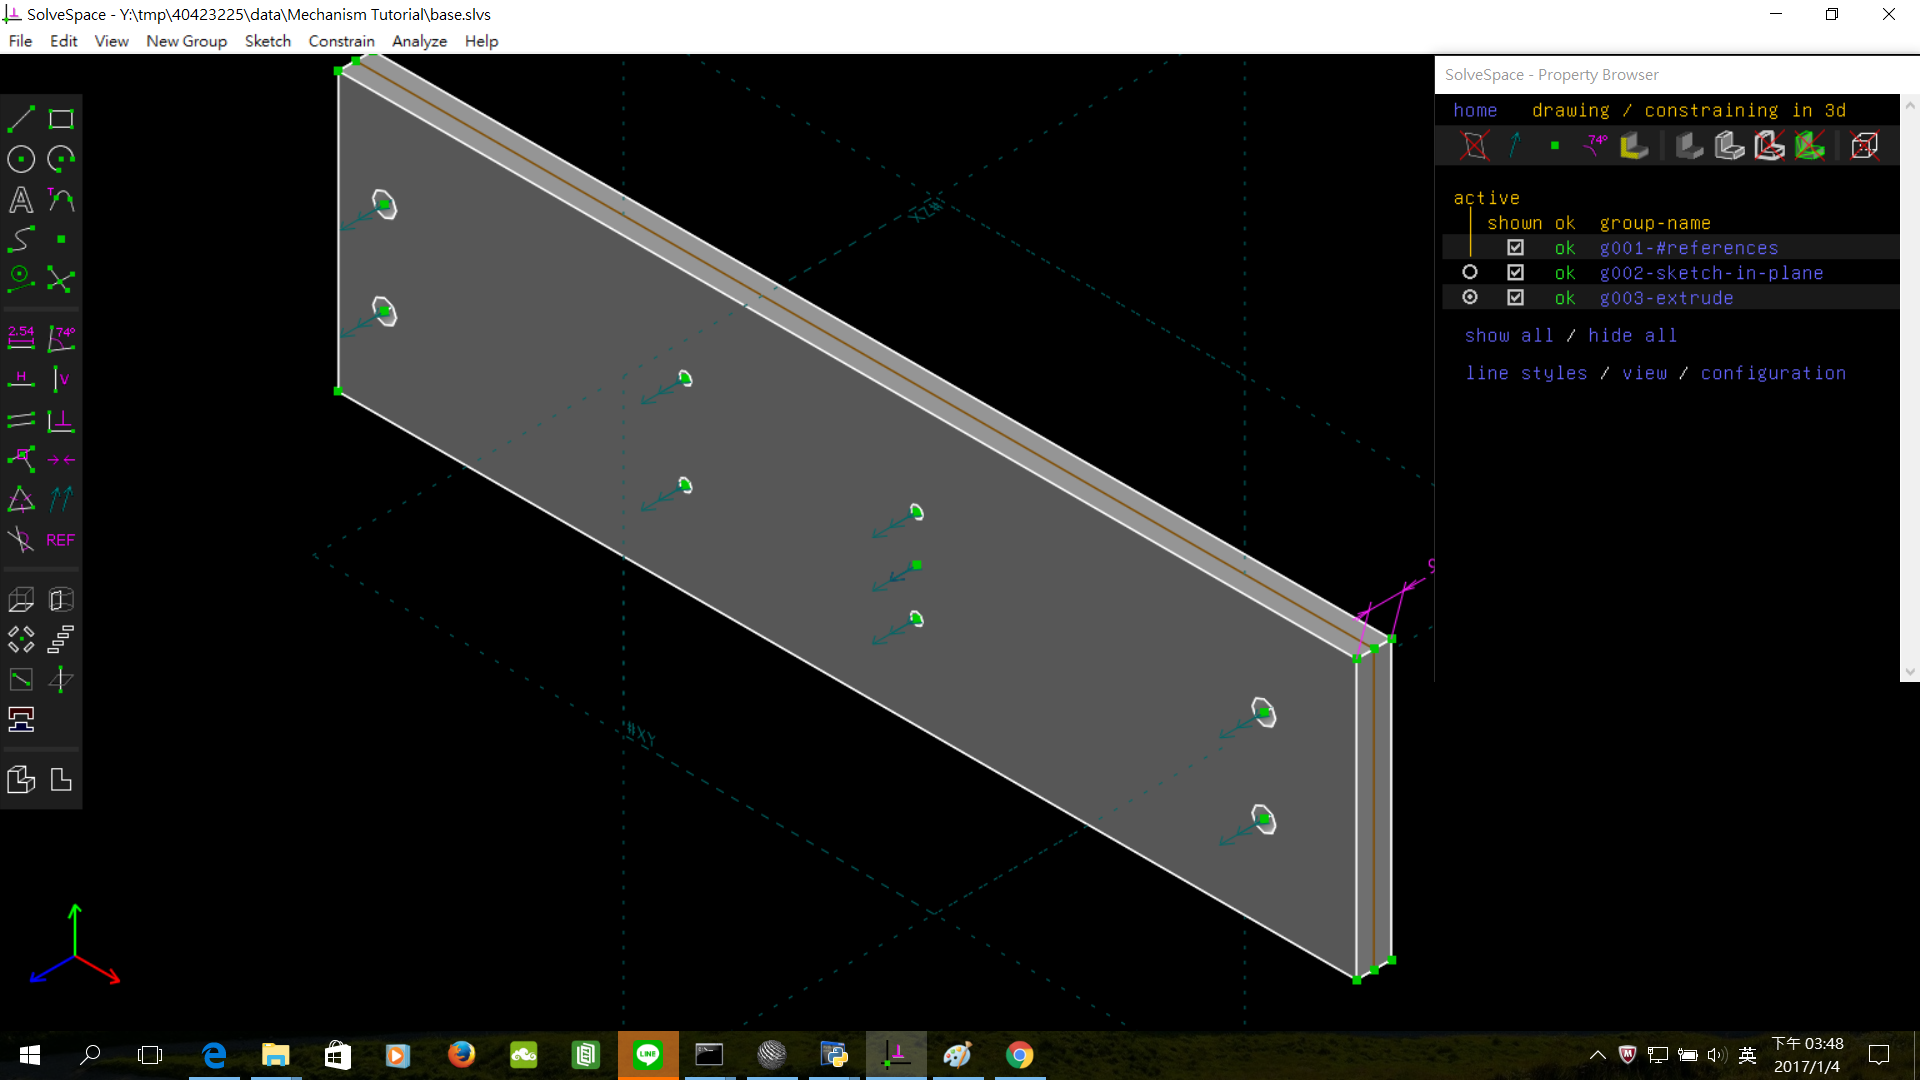 SolveSpace - Y:\tmp\40423225\data\Mechanism Tutorial\base.slvs
File Edit View New Group Sketch Constrain Analyze Help
SolveSpace - Property Browser
home drawing / constraining in 3d
74°
active
shown ok group-name
ok g001-#references
ok g002-sketch-in-plane
ok g003-extrude
show all / hide all
line styles / view / configuration
A T
2.54 74°
H V
REF
#XZ
#XY
9
LINE
英
下午 03:48
2017/1/4